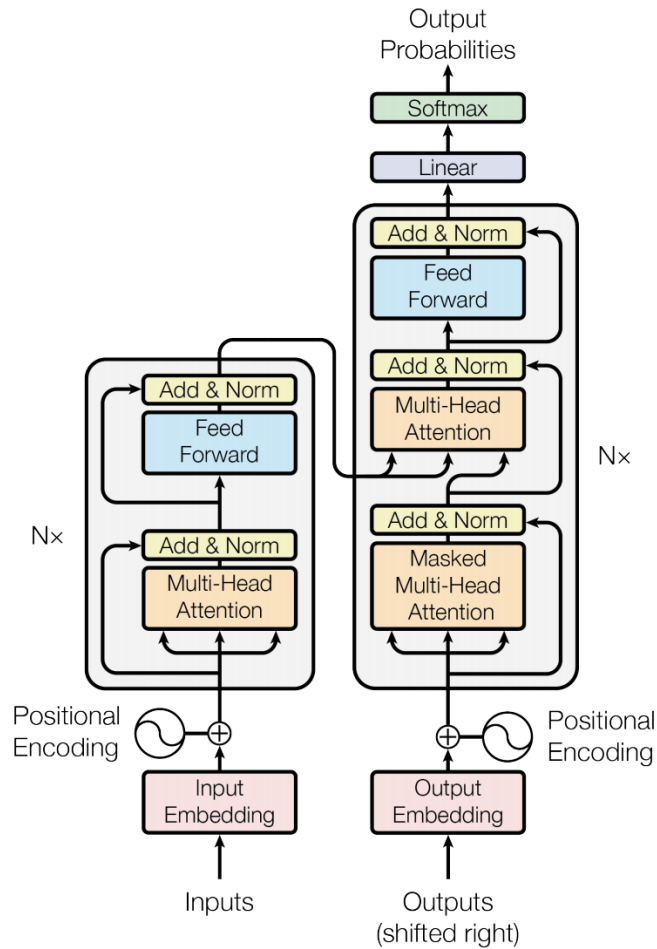 Output
Probabilities
Softmax
Linear
Add & Norm
Feed
Forward
Add & Norm
Multi-Head
Attention
Add & Norm
Masked
Multi-Head
Attention
Nx
Add & Norm
Feed
Forward
Add & Norm
Multi-Head
Attention
Nx
Positional
Encoding
Input
Embedding
Inputs
Positional
Encoding
Output
Embedding
Outputs
(shifted right)